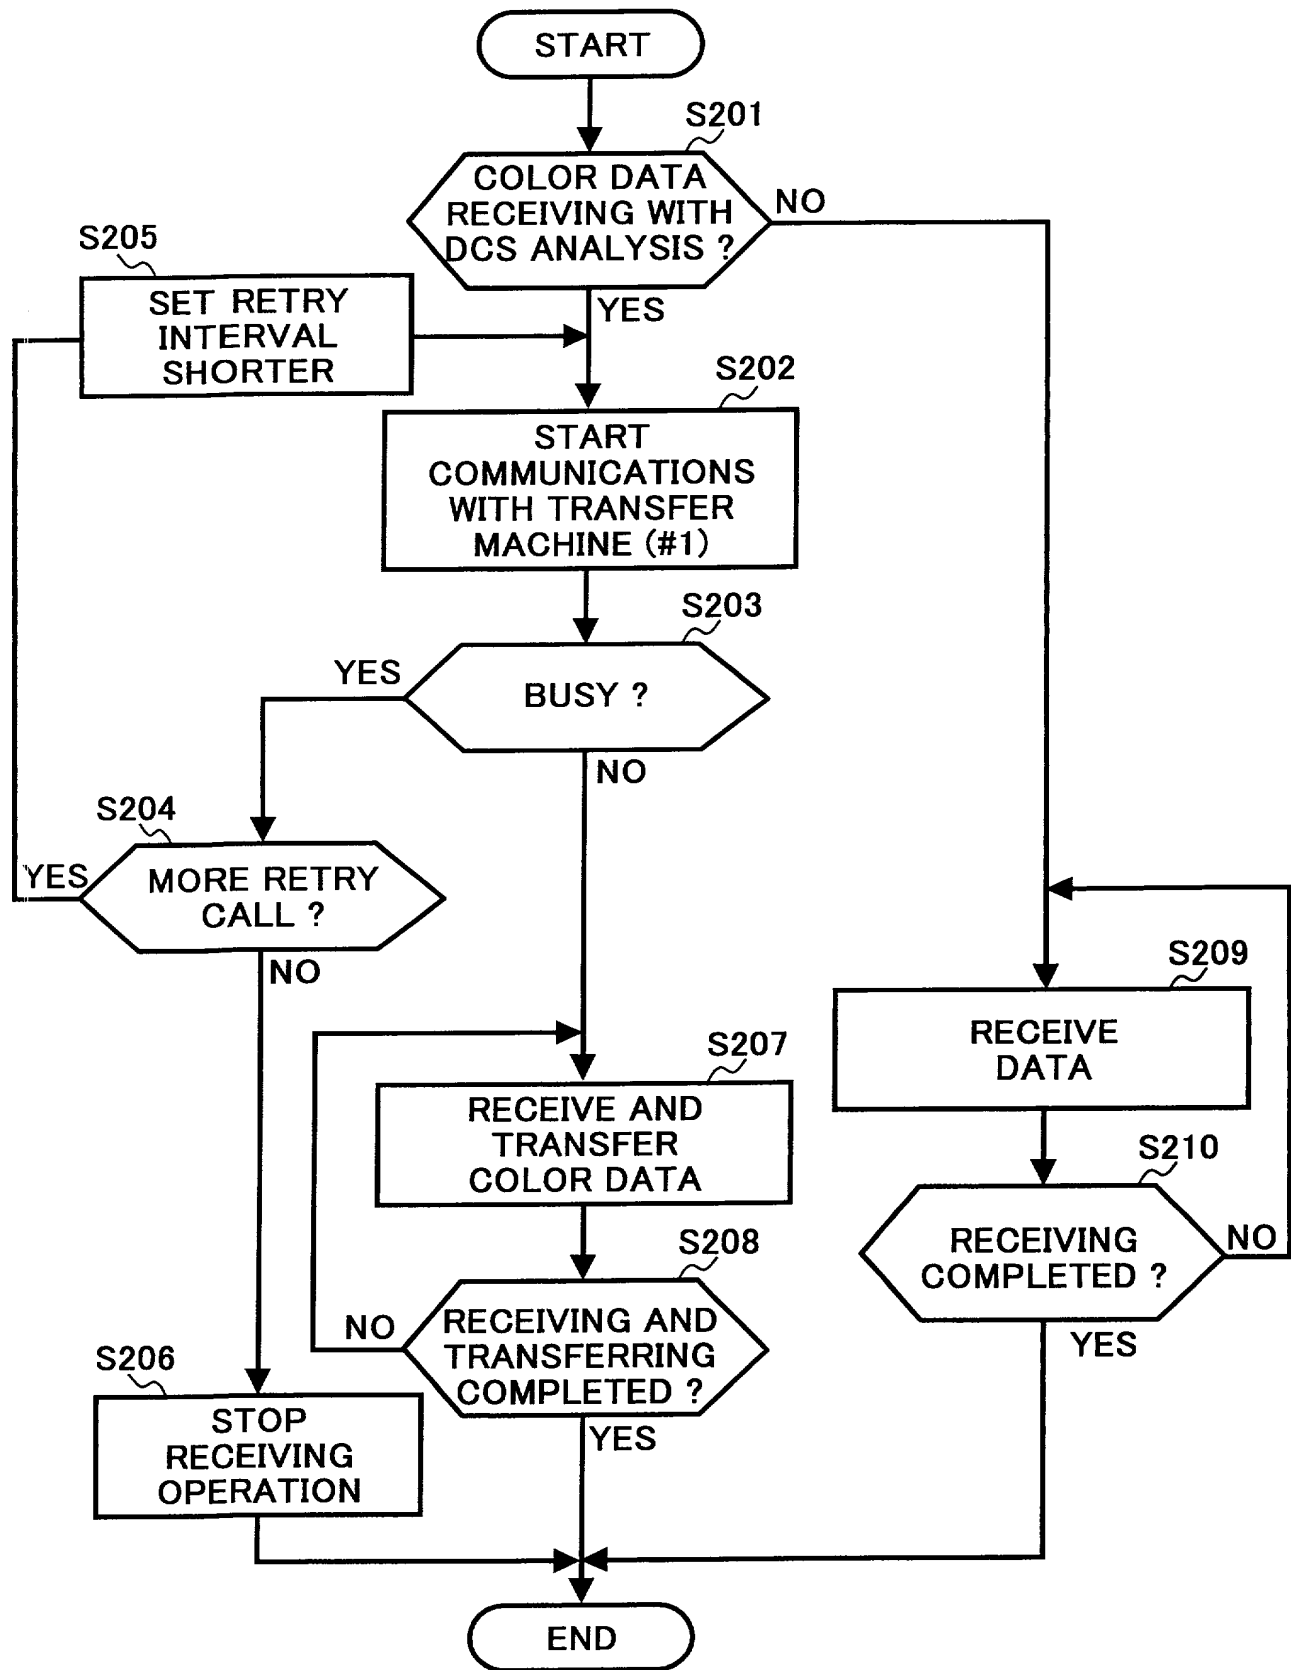 START
S201
COLOR DATA
RECEIVING WITH
DCS ANALYSIS ?
NO
YES
S205
SET RETRY
INTERVAL
SHORTER
S202
START
COMMUNICATIONS
WITH TRANSFER
MACHINE (#1)
S203
BUSY ?
YES
NO
S204
MORE RETRY
CALL ?
YES
NO
S207
RECEIVE AND
TRANSFER
COLOR DATA
S208
RECEIVING AND
TRANSFERRING
COMPLETED ?
NO
YES
S209
RECEIVE
DATA
S210
RECEIVING
COMPLETED ?
NO
YES
S206
STOP
RECEIVING
OPERATION
END